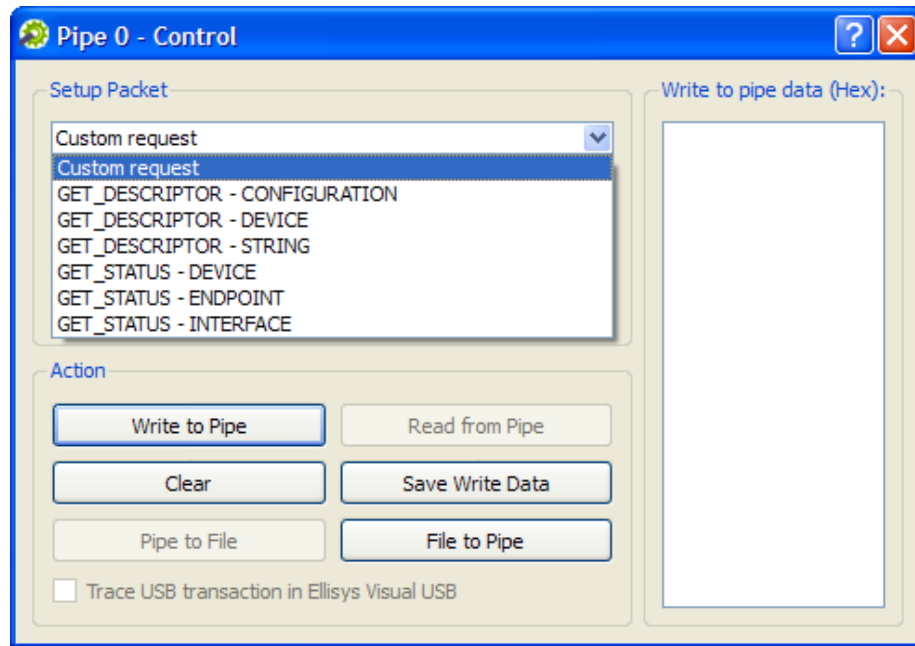 Pipe 0 - Control
Setup Packet
Custom request
Custom request
GET_DESCRIPTOR - CONFIGURATION
GET_DESCRIPTOR - DEVICE
GET_DESCRIPTOR - STRING
GET_STATUS - DEVICE
GET_STATUS - ENDPOINT
GET_STATUS - INTERFACE
Action
Write to Pipe
Read from Pipe
Clear
Save Write Data
Pipe to File
File to Pipe
Trace USB transaction in Ellisys Visual USB
Write to pipe data (Hex):